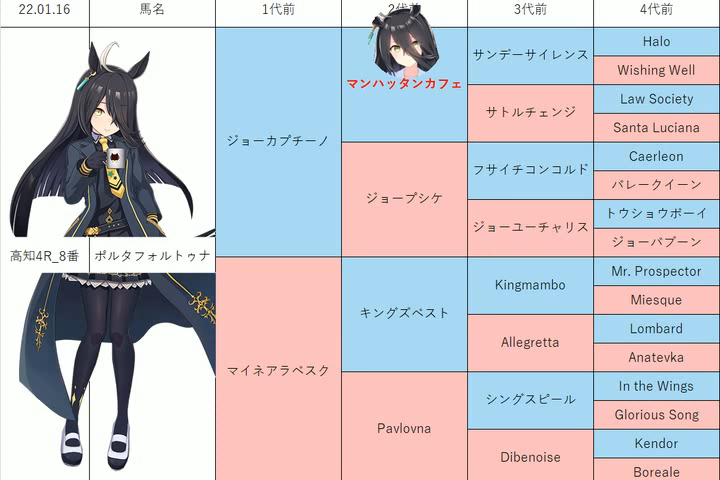 22.01.16 馬名 1代前 2代前 3代前 4代前
サンデーサイレンス
Halo
Wishing Well
マンハッタンカフェ
サトルチェンジ
Law Society
Santa Luciana
ジョーカプチーノ
フサイチコンコルド
Caerleon
バレークイーン
ジョープシケ
ジョーユーチャリス
トウショウボーイ
ジョーバブーン
高知4R_8番 ポルタフォルトゥナ
Kingmambo
Mr. Prospector
Miesque
キングズベスト
Allegretta
Lombard
Anatevka
マイネアラベスク
シングスピール
In the Wings
Glorious Song
Pavlovna
Dibenoise
Kendor
Boreale